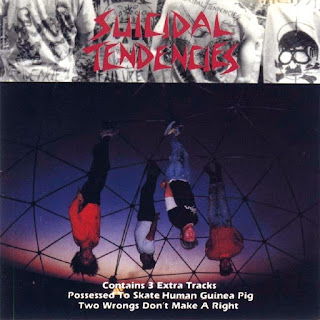 SUICIDAL
TENDENCIES
Contains 3 Extra Tracks
Possessed To Skate Human Guinea Pig
Two Wrongs Don't Make A Right